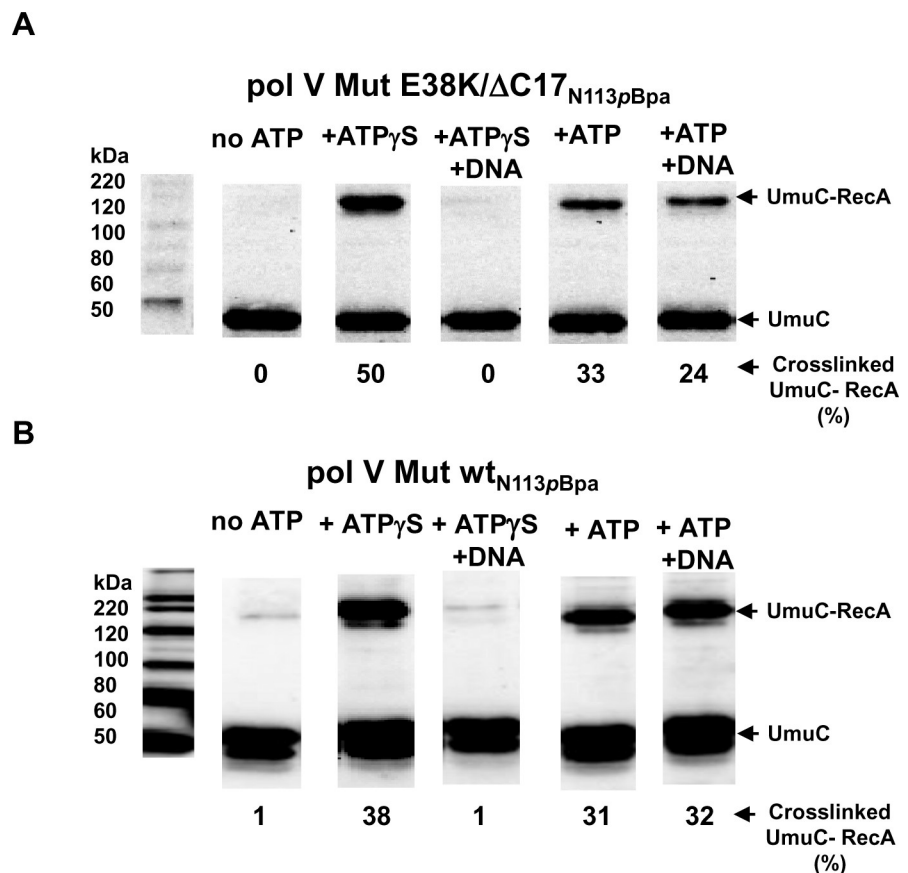 A
pol V Mut E38K/ΔC17N113pBpa
no ATP +ATPγS +ATPγS +ATP +ATP
+DNA +DNA
kDa
220
120
100
80
60
50
UmuC-RecA
UmuC
0 50 0 33 24
Crosslinked
UmuC- RecA
(%)
B
pol V Mut wtN113pBpa
no ATP + ATPγS + ATPγS + ATP + ATP
+DNA +DNA
kDa
220
120
100
80
60
50
UmuC-RecA
UmuC
1 38 1 31 32
Crosslinked
UmuC- RecA
(%)